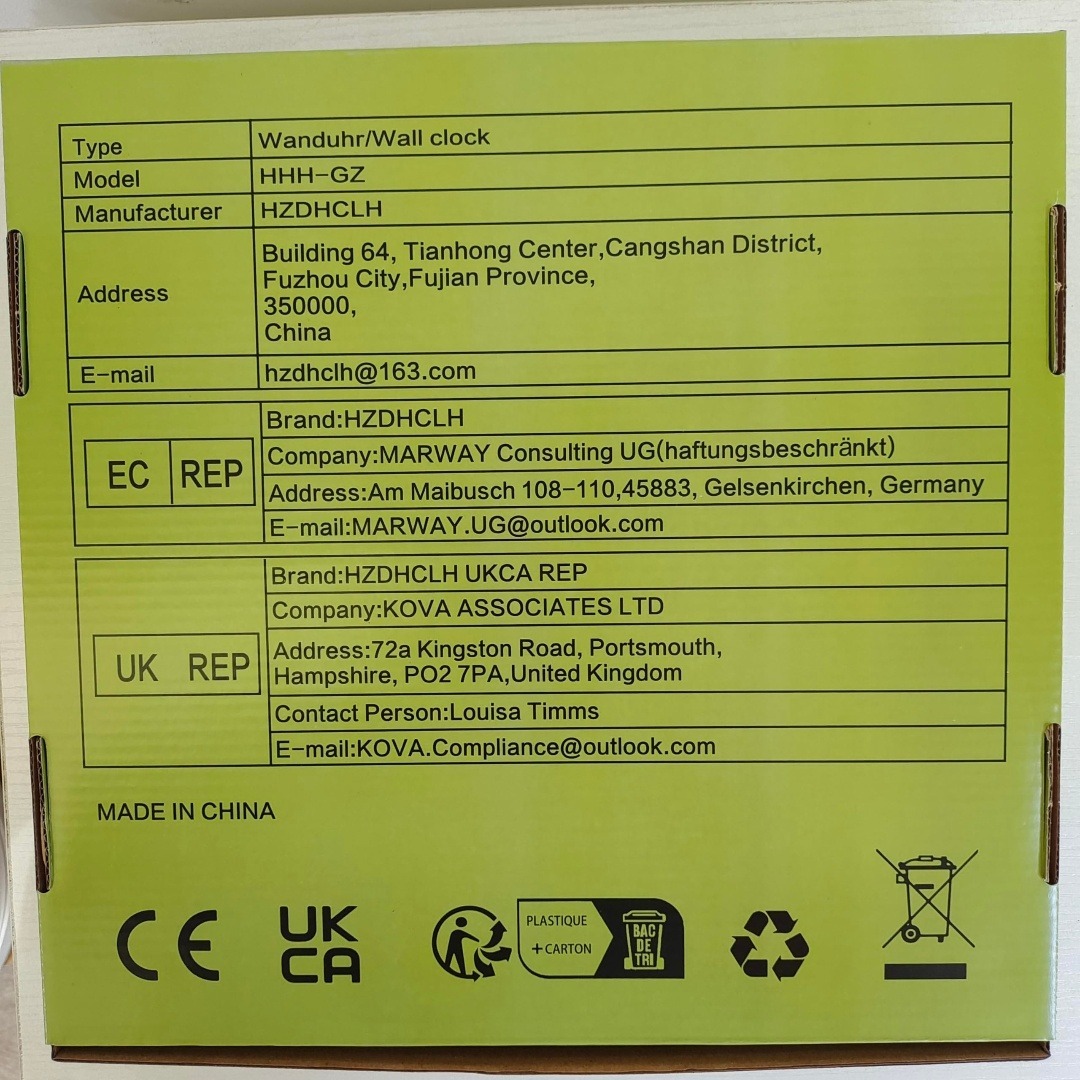 Type Wanduhr/Wall clock
Model HHH-GZ
Manufacturer HZDHCLH
Address Building 64, Tianhong Center,Cangshan District,
Fuzhou City,Fujian Province,
350000,
China
E-mail hzdhclh@163.com
EC REP
Brand:HZDHCLH
Company:MARWAY Consulting UG(haftungsbeschränkt)
Address:Am Maibusch 108-110,45883, Gelsenkirchen, Germany
E-mail:MARWAY.UG@outlook.com
UK REP
Brand:HZDHCLH UKCA REP
Company:KOVA ASSOCIATES LTD
Address:72a Kingston Road, Portsmouth,
Hampshire, PO2 7PA,United Kingdom
Contact Person:Louisa Timms
E-mail:KOVA.Compliance@outlook.com
MADE IN CHINA
CE
UK
CA
PLASTIQUE
+CARTON
BAC
DE
TRI